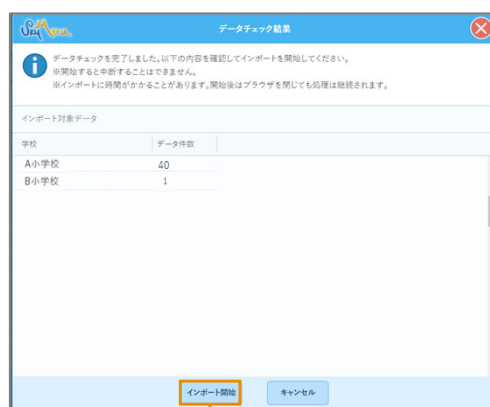 Sky Menu
データチェック結果
データチェックを完了しました。以下の内容を確認してインポートを開始してください。
※開始すると中断することはできません。
※インポートに時間がかかることがあります。開始後はブラウザを閉じても処理は継続されます。
インポート対象データ
学校 データ件数
A小学校 40
B小学校 1
インポート開始 キャンセル